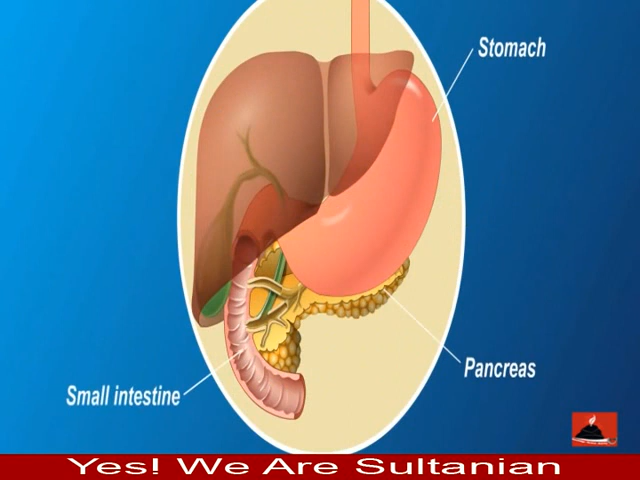 Stomach
Pancreas
Small intestine
Yes! We Are Sultanian